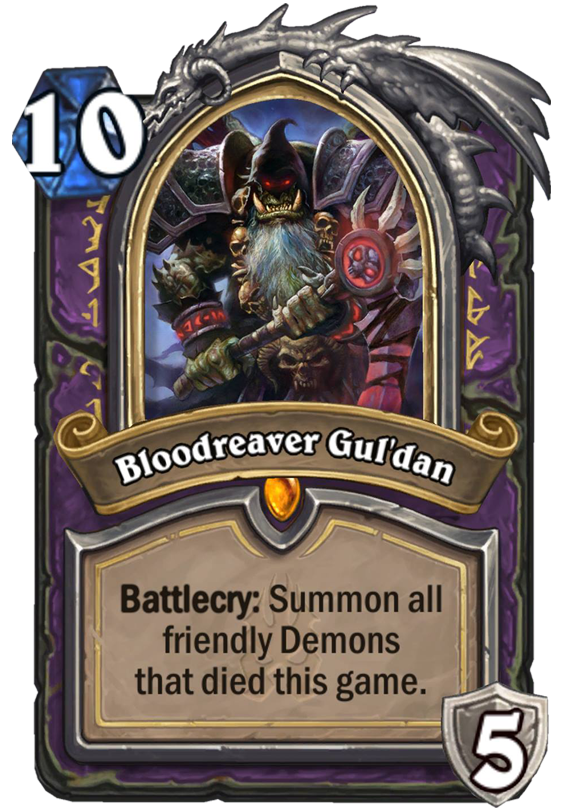 10
Bloodreaver Gul'dan
Battlecry: Summon all
friendly Demons
that died this game.
5